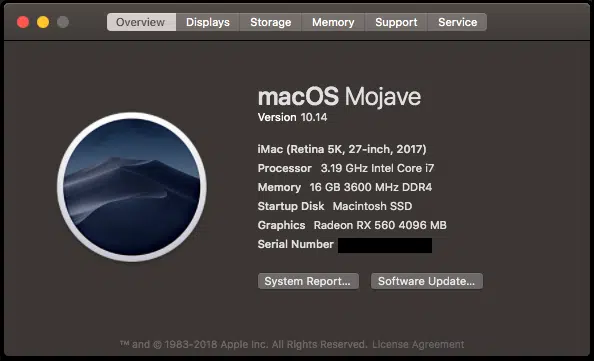 Overview Displays Storage Memory Support Service
macOS Mojave
Version 10.14
iMac (Retina 5K, 27-inch, 2017)
Processor 3.19 GHz Intel Core i7
Memory 16 GB 3600 MHz DDR4
Startup Disk Macintosh SSD
Graphics Radeon RX 560 4096 MB
Serial Number
System Report... Software Update...
™ and © 1983-2018 Apple Inc. All Rights Reserved. License Agreement